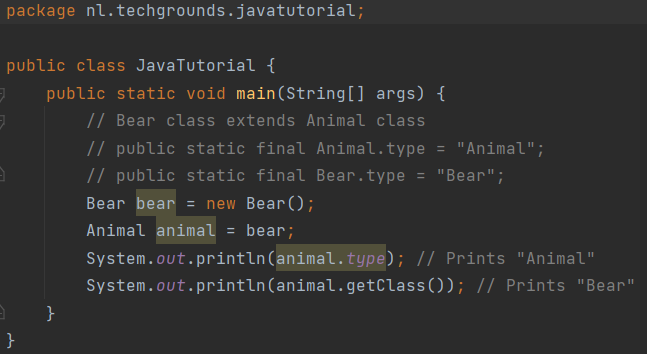 package nl.techgrounds.javatutorial;
public class JavaTutorial {
public static void main(String[] args) {
// Bear class extends Animal class
// public static final Animal.type = "Animal";
// public static final Bear.type = "Bear";
Bear bear = new Bear();
Animal animal = bear;
System.out.println(animal.type); // Prints "Animal"
System.out.println(animal.getClass()); // Prints "Bear"
}
}